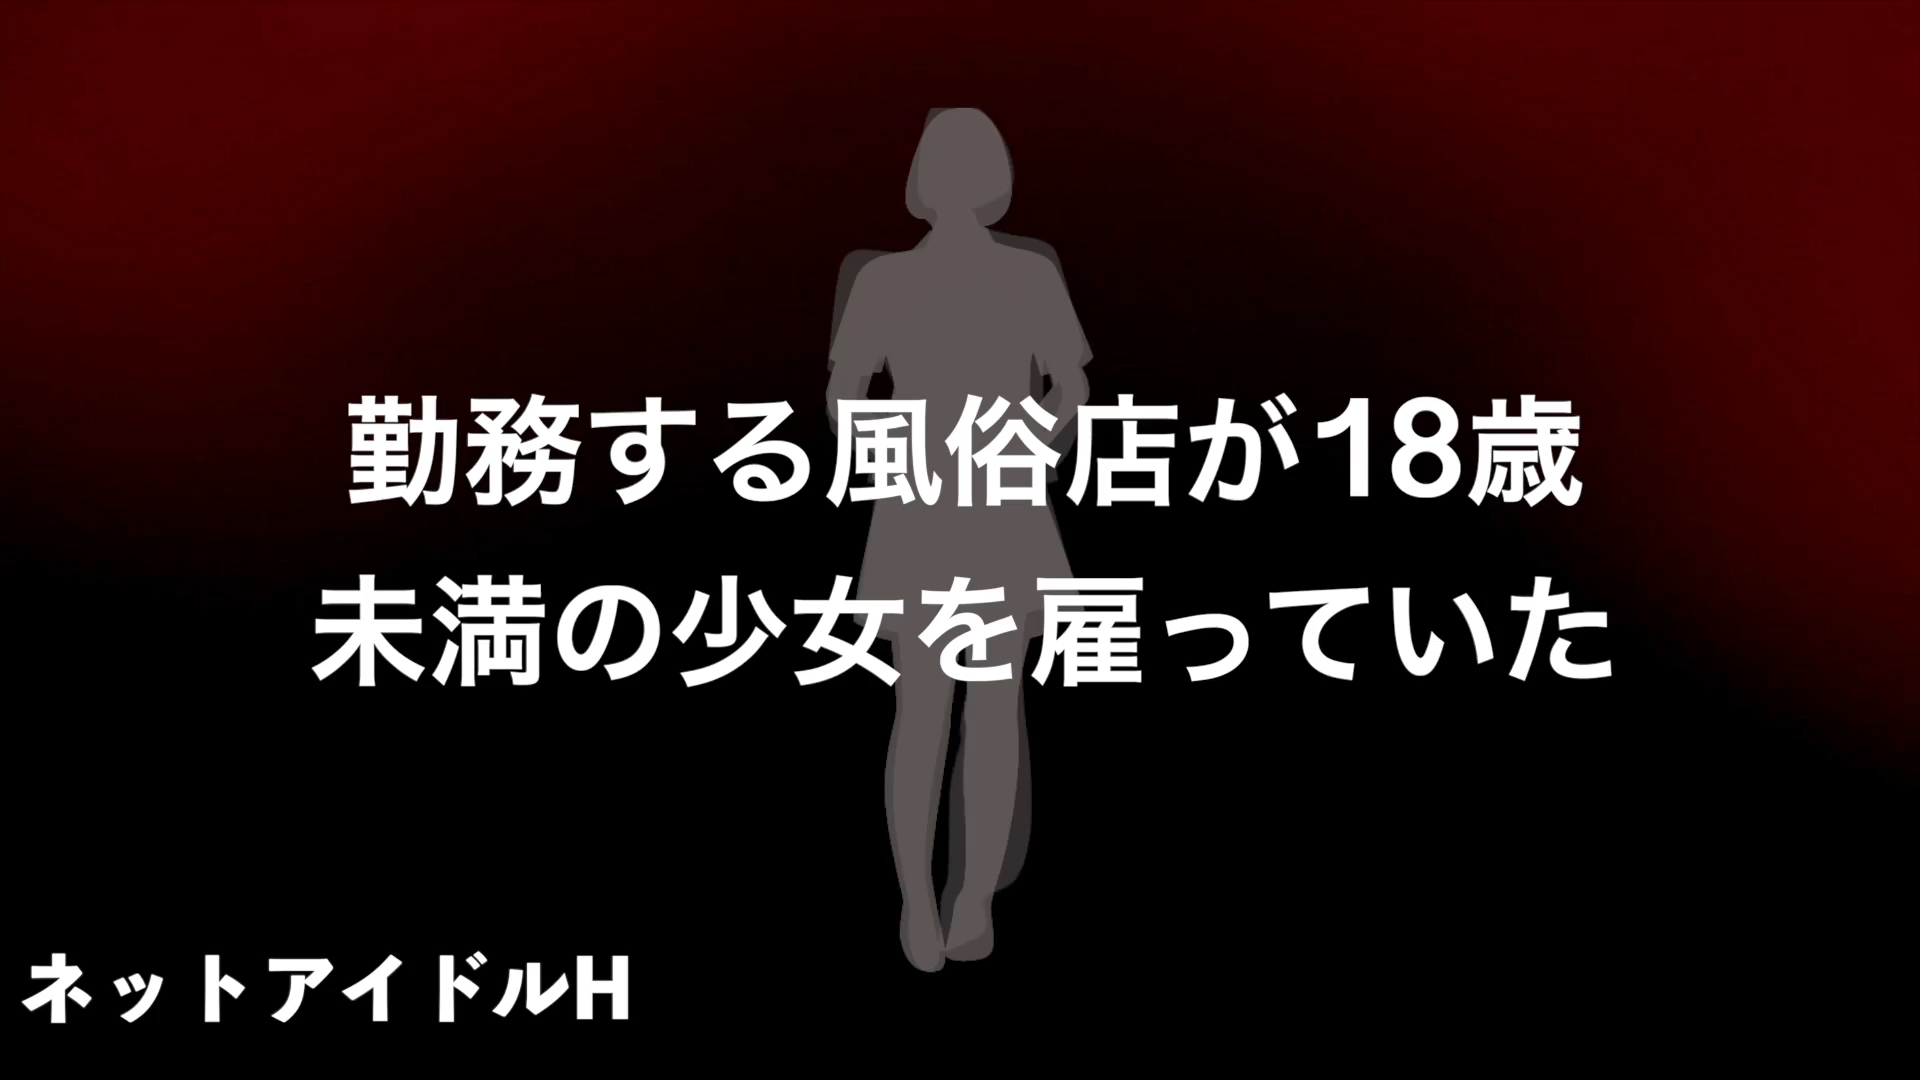 勤務する風俗店が18歳
未満の少女を雇っていた
ネットアイドルH